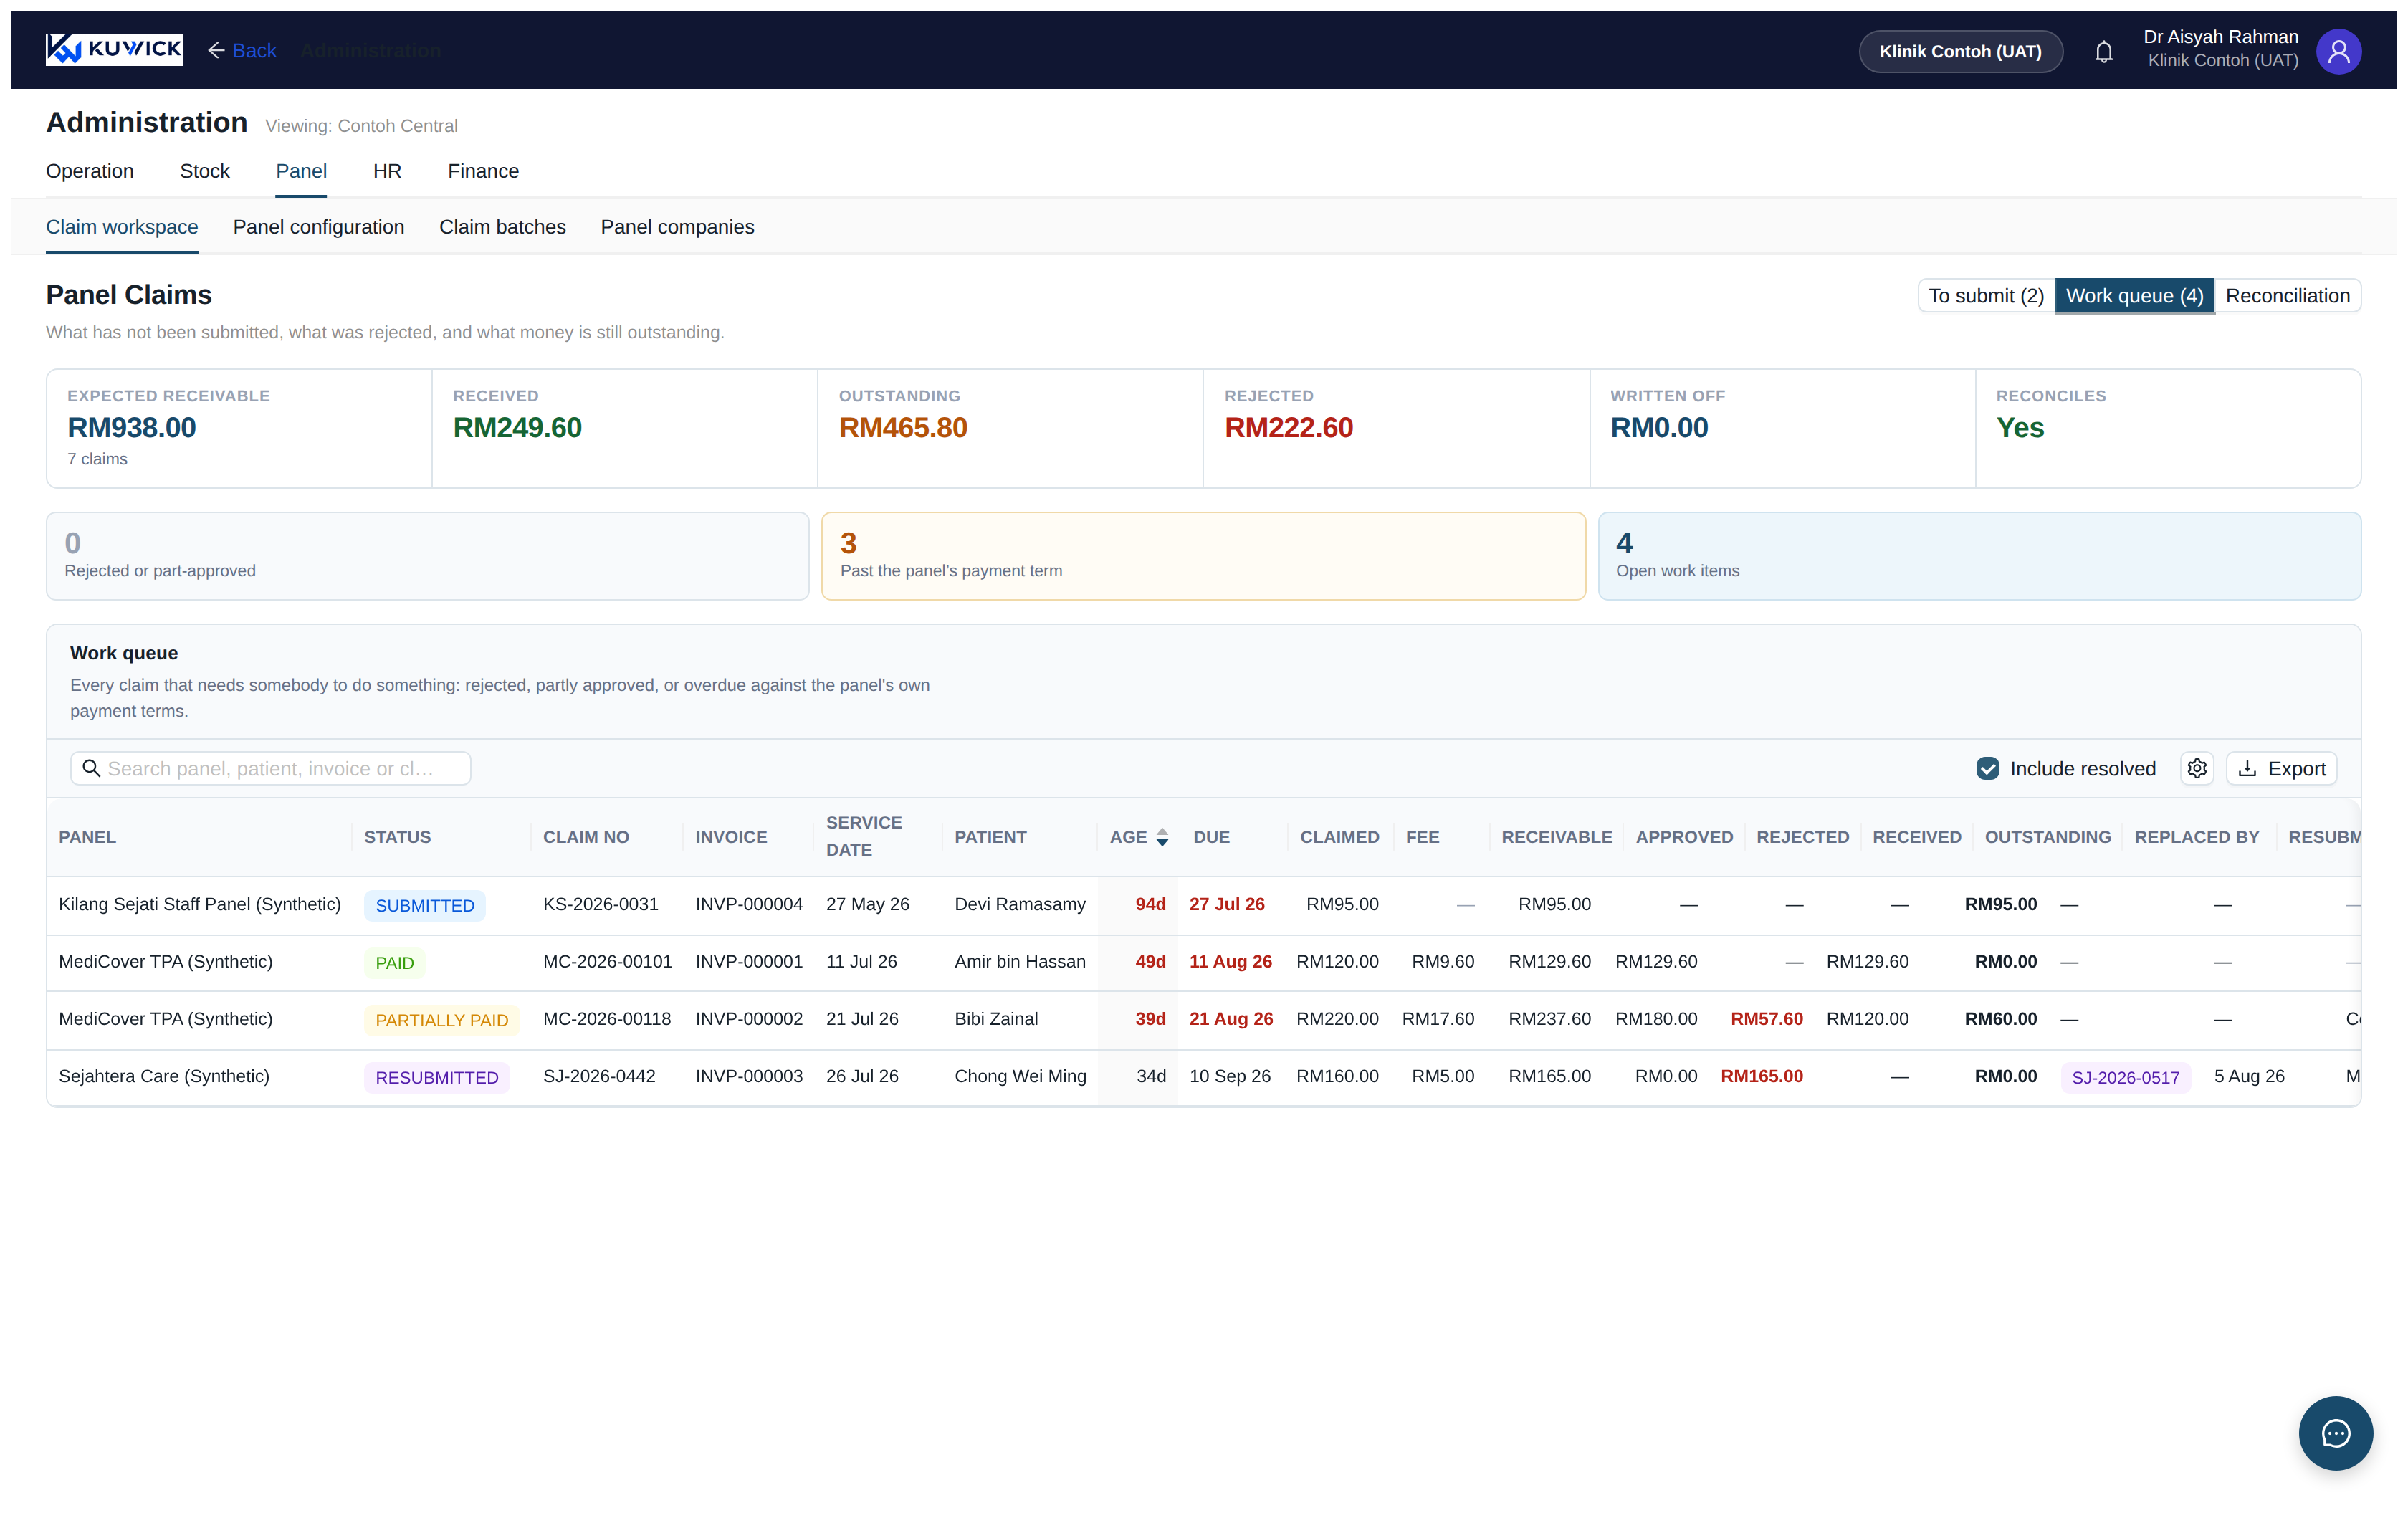 KUWICK
Back
Administration
Klinik Contoh (UAT)
Dr Aisyah Rahman
Klinik Contoh (UAT)
Administration Viewing: Contoh Central
Operation Stock Panel HR Finance
Claim workspace Panel configuration Claim batches Panel companies
Panel Claims
To submit (2) Work queue (4) Reconciliation
What has not been submitted, what was rejected, and what money is still outstanding.
EXPECTED RECEIVABLE
RM938.00
7 claims
RECEIVED
RM249.60
OUTSTANDING
RM465.80
REJECTED
RM222.60
WRITTEN OFF
RM0.00
RECONCILES
Yes
0
Rejected or part-approved
3
Past the panel’s payment term
4
Open work items
Work queue
Every claim that needs somebody to do something: rejected, partly approved, or overdue against the panel's own
payment terms.
Search panel, patient, invoice or cl…
Include resolved
Export
PANEL STATUS CLAIM NO INVOICE SERVICE DATE PATIENT AGE DUE CLAIMED FEE RECEIVABLE APPROVED REJECTED RECEIVED OUTSTANDING REPLACED BY RESUBM
Kilang Sejati Staff Panel (Synthetic) SUBMITTED KS-2026-0031 INVP-000004 27 May 26 Devi Ramasamy 94d 27 Jul 26 RM95.00 — RM95.00 — — — RM95.00 — — —
MediCover TPA (Synthetic) PAID MC-2026-00101 INVP-000001 11 Jul 26 Amir bin Hassan 49d 11 Aug 26 RM120.00 RM9.60 RM129.60 RM129.60 — RM129.60 RM0.00 — — —
MediCover TPA (Synthetic) PARTIALLY PAID MC-2026-00118 INVP-000002 21 Jul 26 Bibi Zainal 39d 21 Aug 26 RM220.00 RM17.60 RM237.60 RM180.00 RM57.60 RM120.00 RM60.00 — —
Sejahtera Care (Synthetic) RESUBMITTED SJ-2026-0442 INVP-000003 26 Jul 26 Chong Wei Ming 34d 10 Sep 26 RM160.00 RM5.00 RM165.00 RM0.00 RM165.00 — RM0.00 SJ-2026-0517 5 Aug 26 M